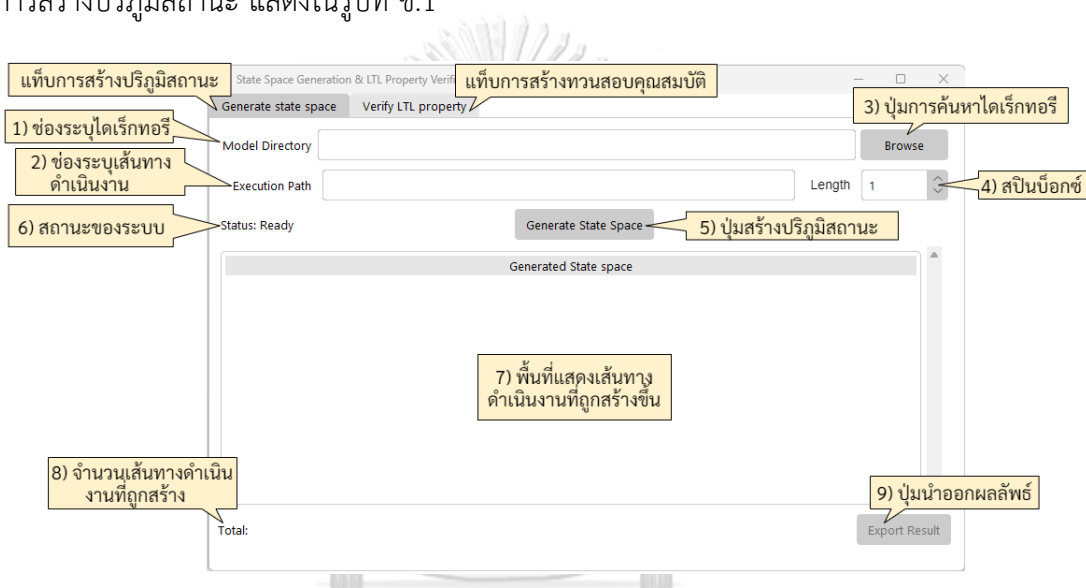 การสร้างปริภูมิสถานะ แสดงในรูปที่ ข.1
แท็บการสร้างปริภูมิสถานะ
State Space Generation & LTL Property Verifi
แท็บการสร้างทวนสอบคุณสมบัติ
Generate state space
Verify LTL property
3) ปุ่มการค้นหาไดเร็กทอรี
1) ช่องระบุไดเร็กทอรี
Model Directory
Browse
2) ช่องระบุเส้นทาง
ดำเนินงาน
Execution Path
Length
1
4) สปินบ็อกซ์
6) สถานะของระบบ
Status: Ready
Generate State Space
5) ปุ่มสร้างปริภูมิสถานะ
Generated State space
7) พื้นที่แสดงเส้นทาง
ดำเนินงานที่ถูกสร้างขึ้น
8) จำนวนเส้นทางดำเนิน
งานที่ถูกสร้าง
9) ปุ่มนำออกผลลัพธ์
Total:
Export Result